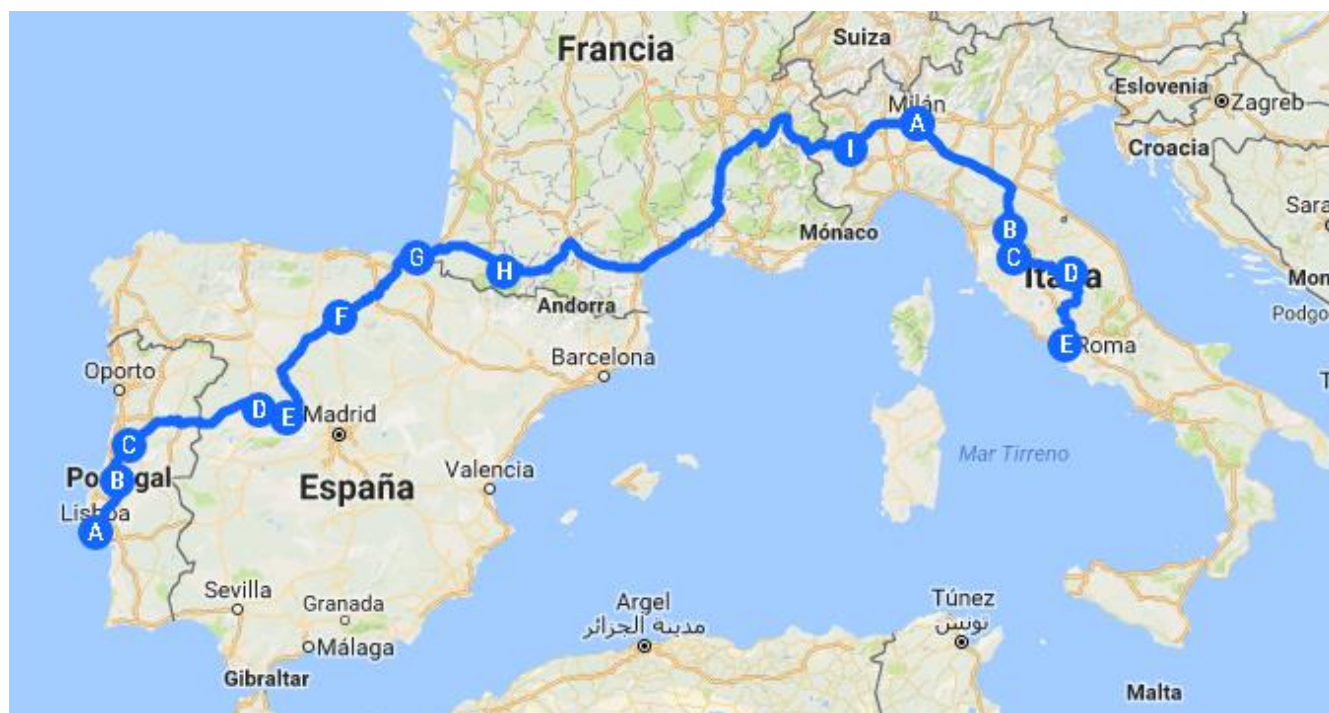 Francia
Suiza
Eslovenia
Zagreb
Milán
A
I
Croacia
Sara
B
Mónaco
G
H
C
D
Italia
Mon
Andorra
Podgo
F
E
Roma
Barcelona
Oporto
D
E
Madrid
T
C
Portugal
B
España
Valencia
Mar Tirreno
Lisboa
A
Sevilla
Granada
Argel
مدينة الجزائر
Túnez
تونس
Málaga
Gibraltar
Malta